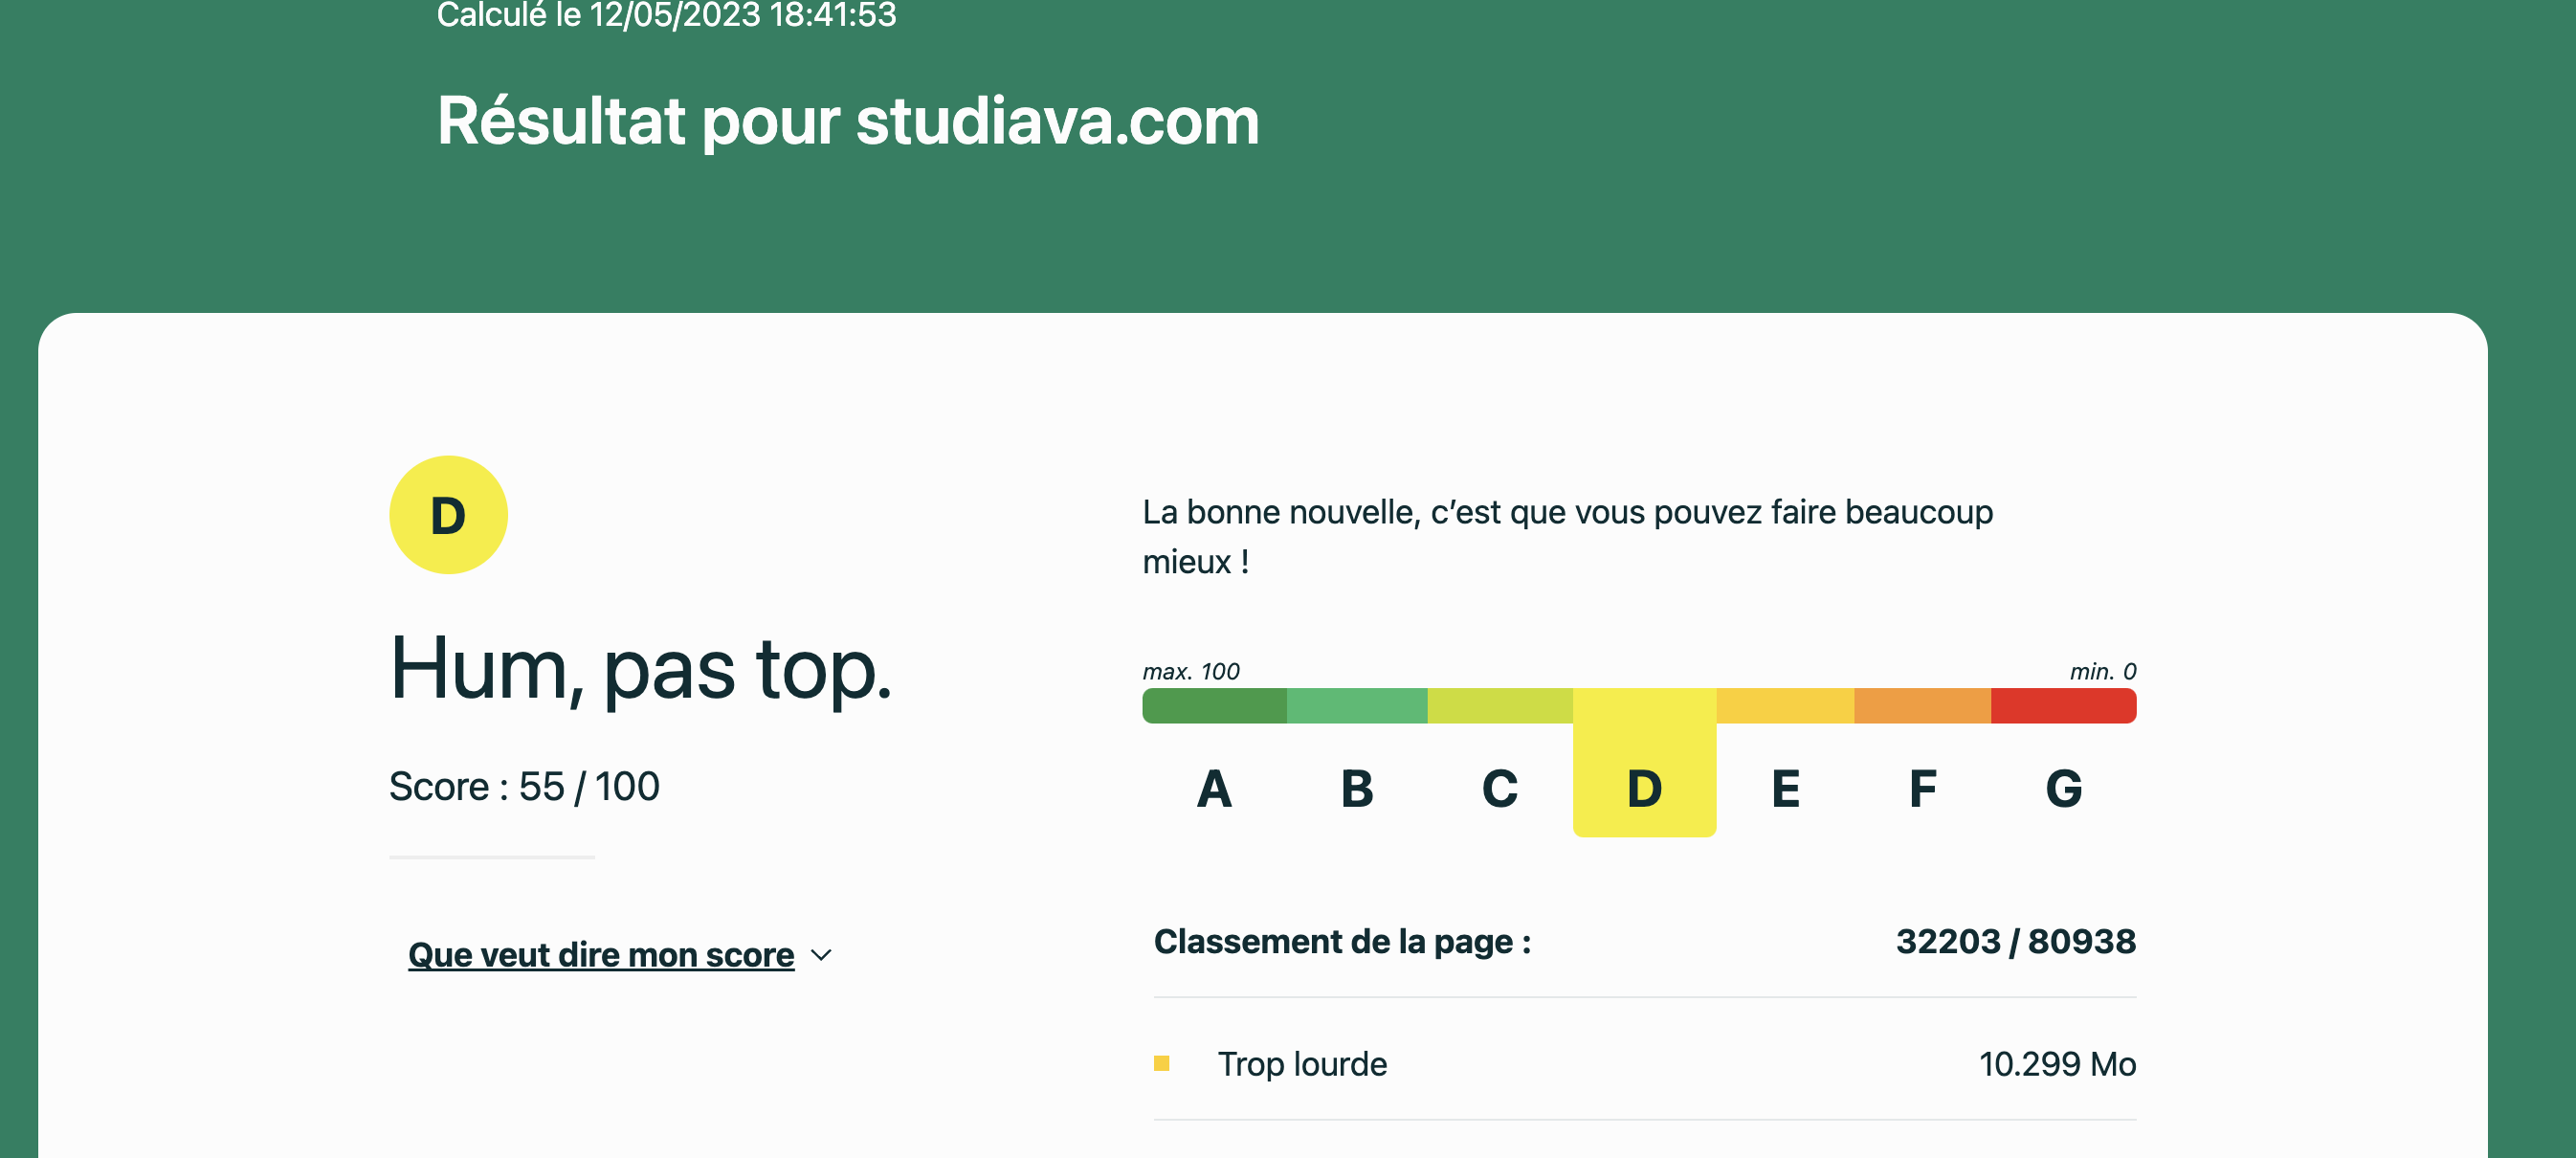 Calculé le 12/05/2023 18:41:53
Résultat pour studiava.com
D
Hum, pas top.
Score : 55 / 100
Que veut dire mon score
La bonne nouvelle, c’est que vous pouvez faire beaucoup
mieux !
max. 100 min. 0
A B C D E F G
Classement de la page : 32203 / 80938
Trop lourde 10.299 Mo